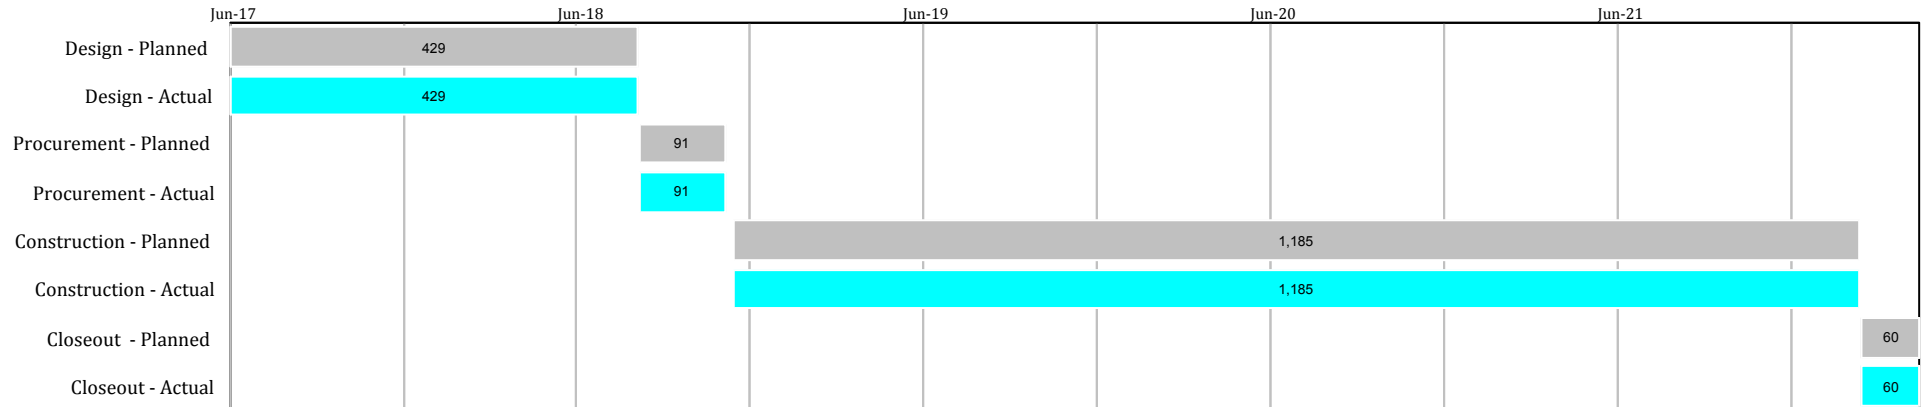 Jun-17 Jun-18 Jun-19 Jun-20 Jun-21
Design - Planned 429
Design - Actual 429
Procurement - Planned 91
Procurement - Actual 91
Construction - Planned 1,185
Construction - Actual 1,185
Closeout - Planned 60
Closeout - Actual 60